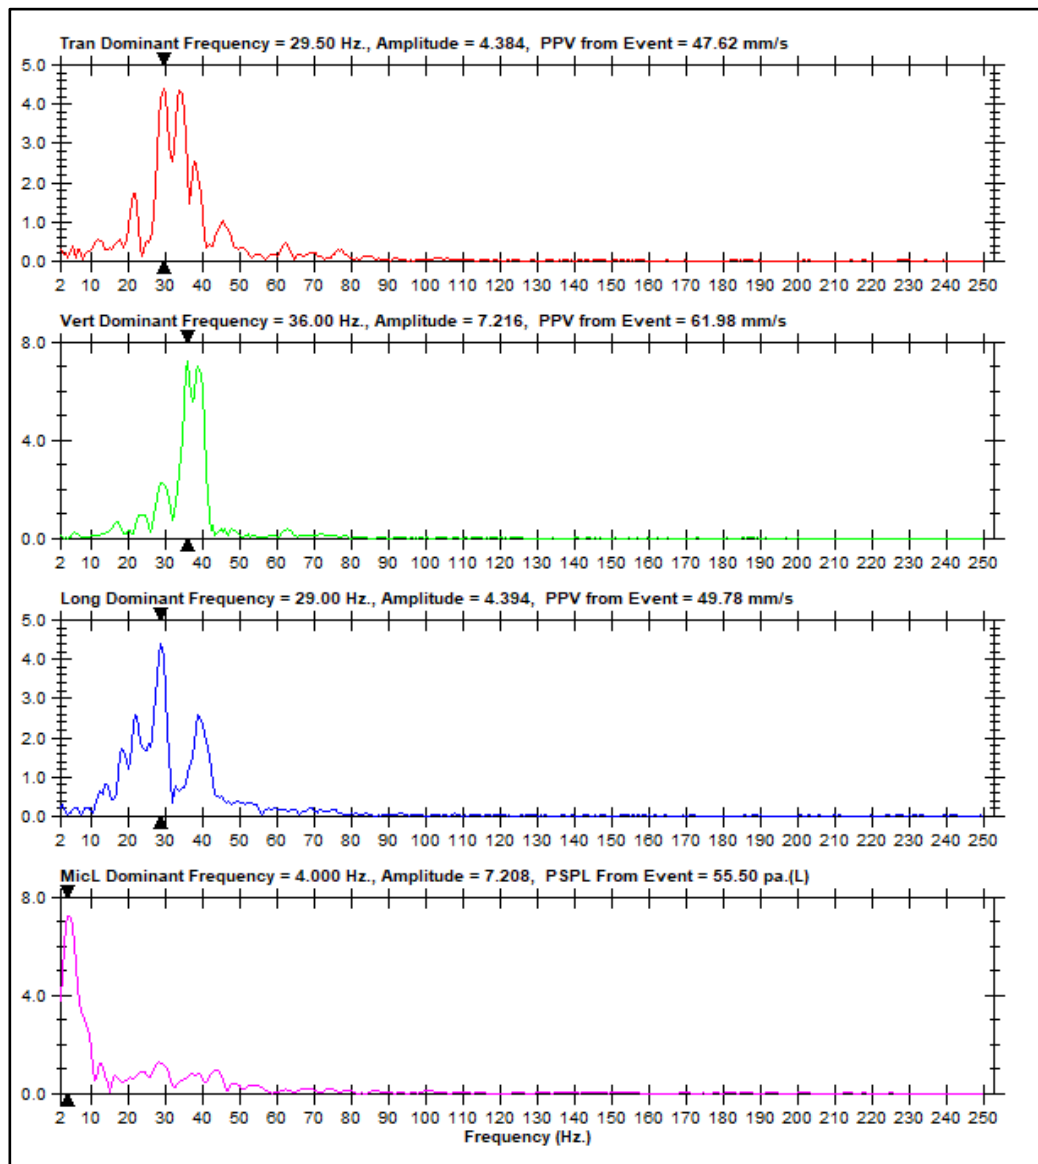 Tran Dominant Frequency = 29.50 Hz., Amplitude = 4.384, PPV from Event = 47.62 mm/s
5.0
4.0
3.0
2.0
1.0
0.0
2 10 20 30 40 50 60 70 80 90 100 110 120 130 140 150 160 170 180 190 200 210 220 230 240 250
Vert Dominant Frequency = 36.00 Hz., Amplitude = 7.216, PPV from Event = 61.98 mm/s
8.0
4.0
0.0
2 10 20 30 40 50 60 70 80 90 100 110 120 130 140 150 160 170 180 190 200 210 220 230 240 250
Long Dominant Frequency = 29.00 Hz., Amplitude = 4.394, PPV from Event = 49.78 mm/s
5.0
4.0
3.0
2.0
1.0
0.0
2 10 20 30 40 50 60 70 80 90 100 110 120 130 140 150 160 170 180 190 200 210 220 230 240 250
MicL Dominant Frequency = 4.000 Hz., Amplitude = 7.208, PSPL From Event = 55.50 pa.(L)
8.0
4.0
0.0
2 10 20 30 40 50 60 70 80 90 100 110 120 130 140 150 160 170 180 190 200 210 220 230 240 250
Frequency (Hz.)